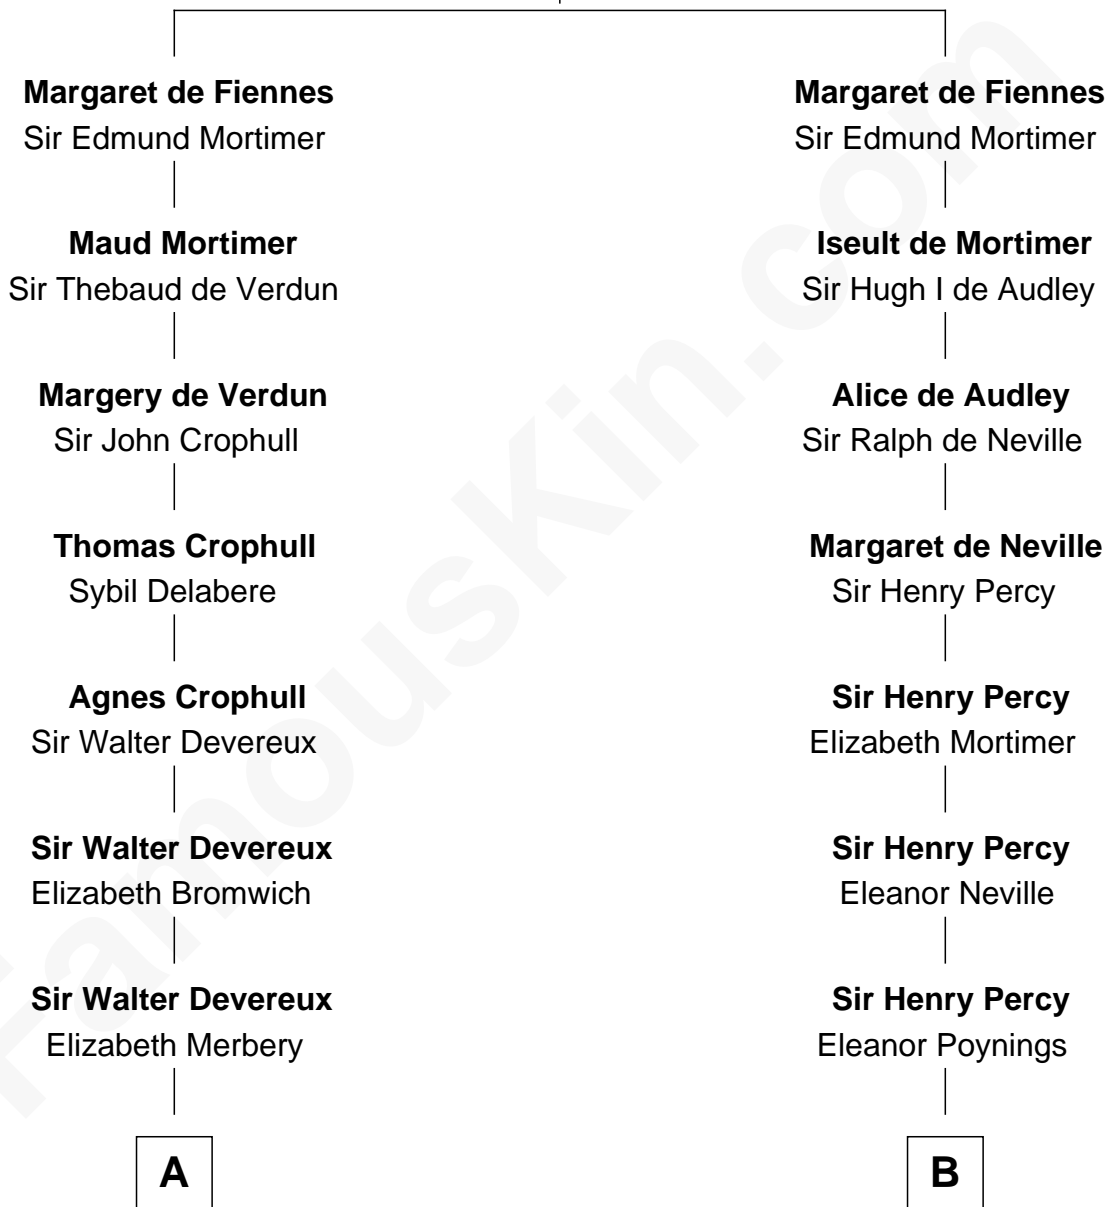 Margaret de Fiennes
Sir Edmund Mortimer
Maud Mortimer
Sir Thebaud de Verdun
Margery de Verdun
Sir John Crophull
Thomas Crophull
Sybil Delabere
Agnes Crophull
Sir Walter Devereux
Sir Walter Devereux
Elizabeth Bromwich
Sir Walter Devereux
Elizabeth Merbery
A
Margaret de Fiennes
Sir Edmund Mortimer
Iseult de Mortimer
Sir Hugh I de Audley
Alice de Audley
Sir Ralph de Neville
Margaret de Neville
Sir Henry Percy
Sir Henry Percy
Elizabeth Mortimer
Sir Henry Percy
Eleanor Neville
Sir Henry Percy
Eleanor Poynings
B
FamousKin.com